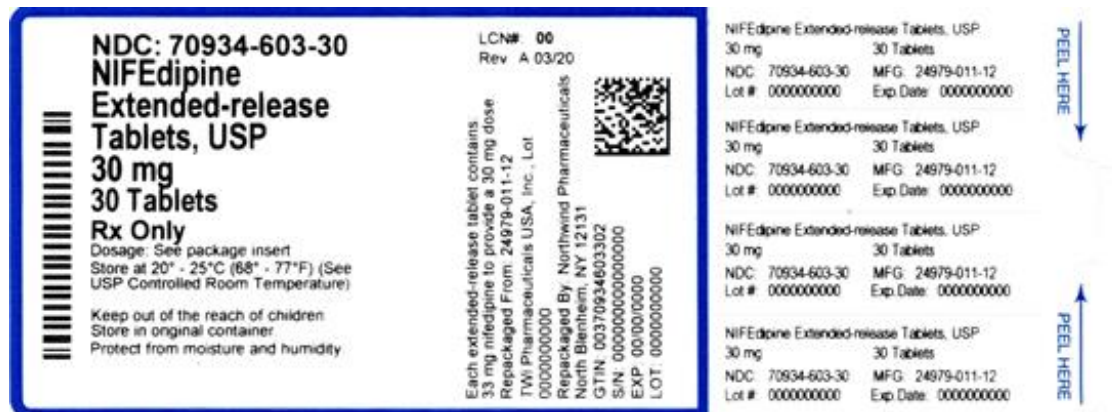 NDC: 70934-603-30
NIFEdipine
Extended-release
Tablets, USP
30 mg
30 Tablets
Rx Only
Dosage: See package insert
Store at 20° - 25°C (68° - 77°F) (See
USP Controlled Room Temperature)
Keep out of the reach of children
Store in original container
Protect from moisture and humidity
LCN#: 00
Rev A 03/20
Each extended-release tablet contains
33 mg nifedipine to provide a 30 mg dose
Repackaged From: 24979-011-12
TWi Pharmaceuticals USA, Inc., Lot
0000000000
Repackaged By: Northwind Pharmaceuticals
North Blenheim, NY 12131
GTIN: 00370934603302
S/N: 00000000000000
EXP: 00/00/0000
LOT: 0000000000
NIFEdipine Extended-release Tablets, USP
30 mg 30 Tablets
NDC: 70934-603-30 MFG: 24979-011-12
Lot #: 0000000000 Exp.Date: 0000000000
NIFEdipine Extended-release Tablets, USP
30 mg 30 Tablets
NDC: 70934-603-30 MFG: 24979-011-12
Lot #: 0000000000 Exp.Date: 0000000000
NIFEdipine Extended-release Tablets, USP
30 mg 30 Tablets
NDC: 70934-603-30 MFG: 24979-011-12
Lot #: 0000000000 Exp.Date: 0000000000
NIFEdipine Extended-release Tablets, USP
30 mg 30 Tablets
NDC: 70934-603-30 MFG: 24979-011-12
Lot #: 0000000000 Exp.Date: 0000000000
PEEL HERE
PEEL HERE